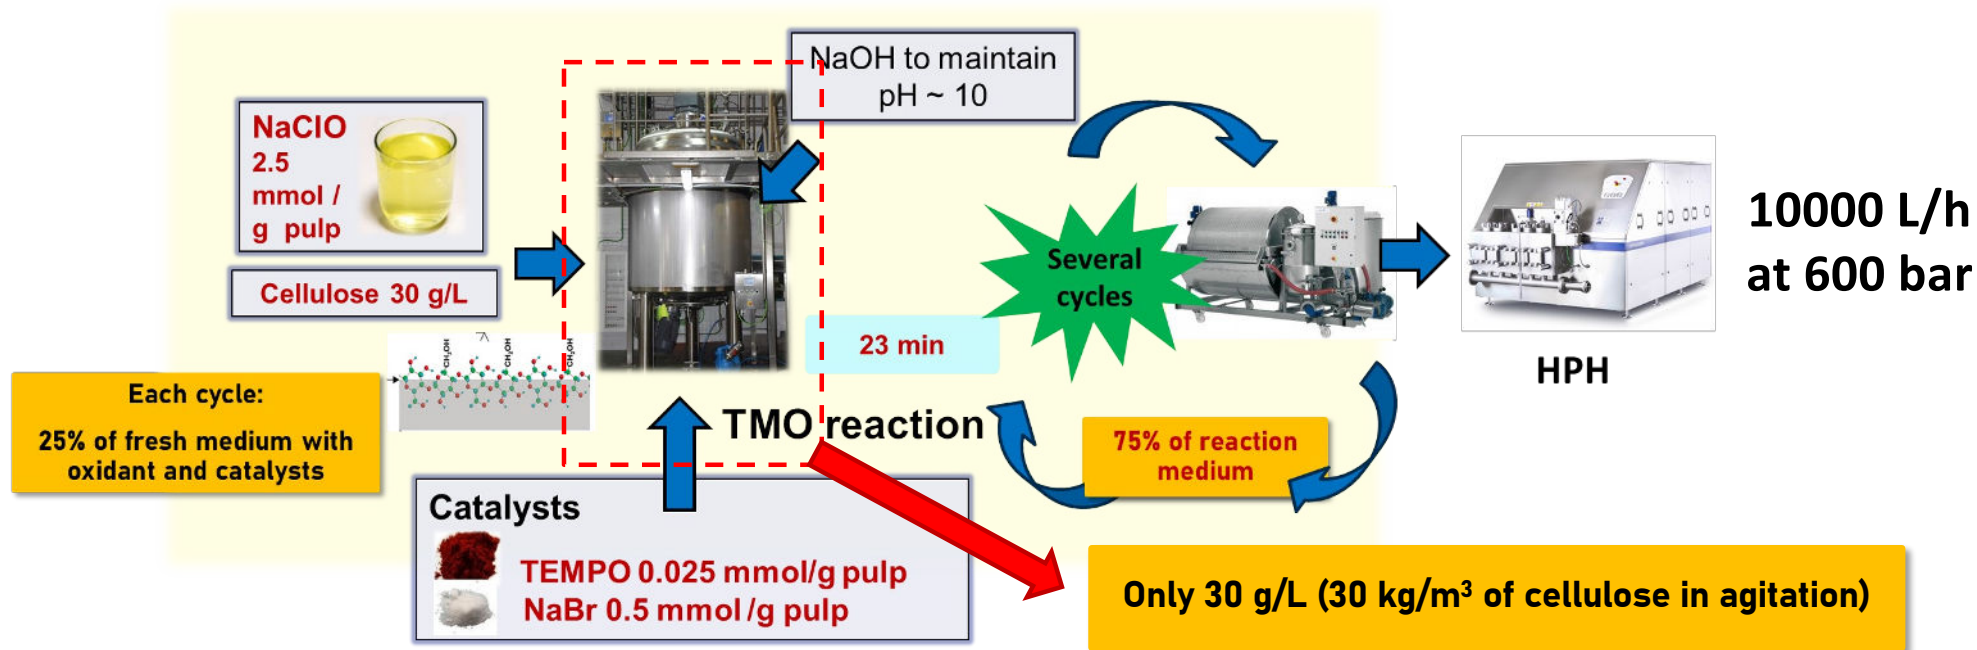 NaOH to maintain
pH ~ 10
NaClO
2.5
mmol /
g pulp
Cellulose 30 g/L
CH₂OH
CH₂OH
CH₂OH
Several
cycles
10000 L/h
at 600 bar
23 min
HPH
Each cycle:
25% of fresh medium with
oxidant and catalysts
TMO reaction
75% of reaction
medium
Catalysts
TEMPO 0.025 mmol/g pulp
NaBr 0.5 mmol /g pulp
Only 30 g/L (30 kg/m³ of cellulose in agitation)